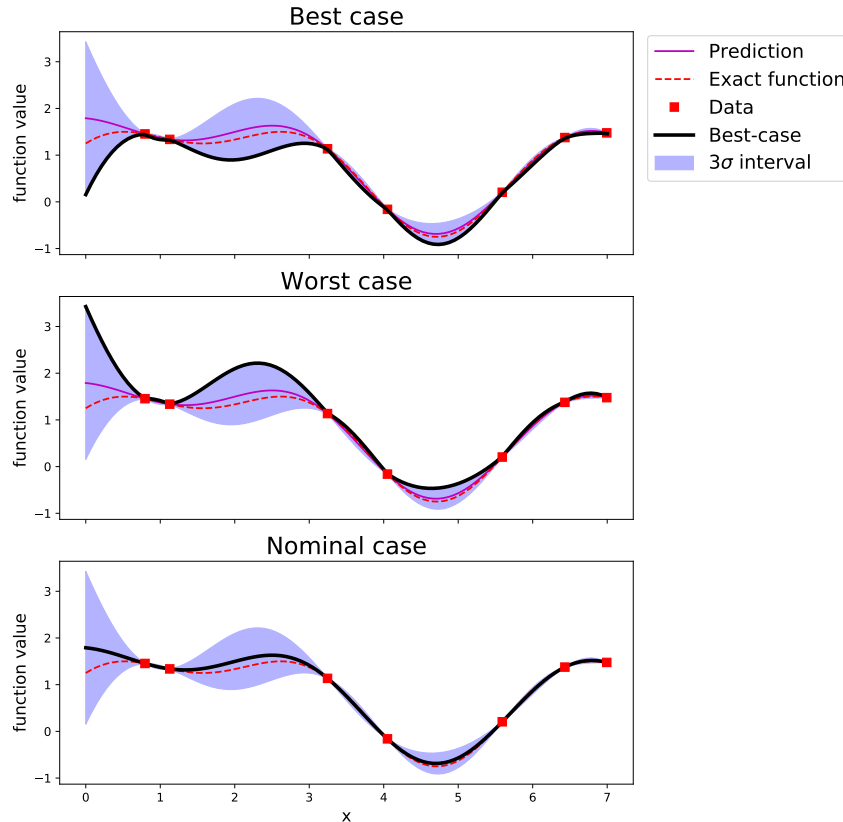 Best case
3
2
1
0
−1
function value
Prediction
Exact function
Data
Best-case
3σ interval
Worst case
3
2
1
0
−1
function value
Nominal case
3
2
1
0
−1
function value
0 1 2 3 4 5 6 7
x